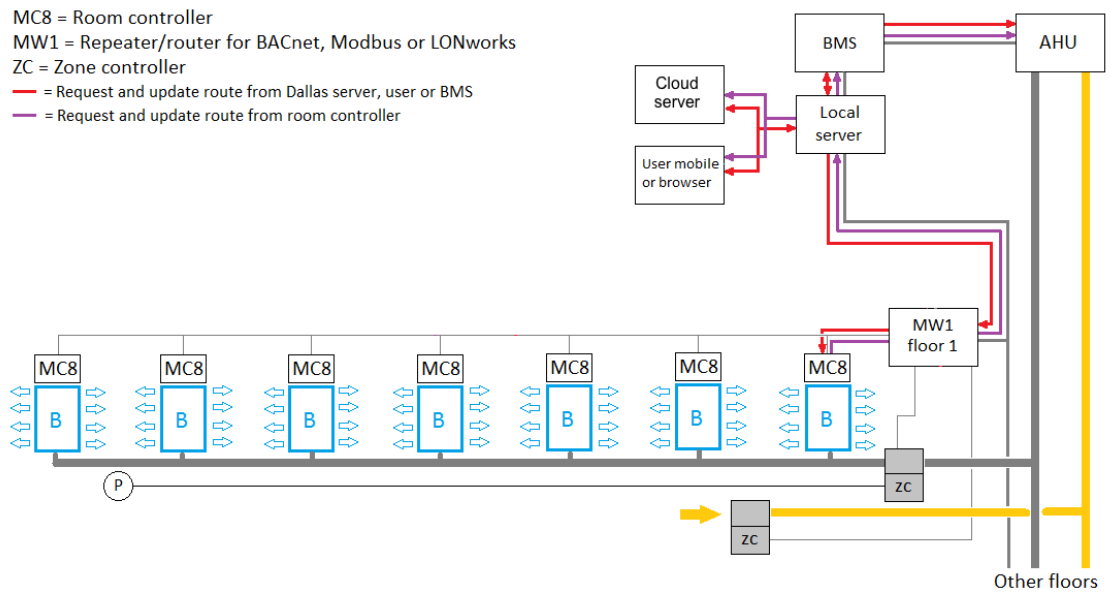 MC8 = Room controller
MW1 = Repeater/router for BACnet, Modbus or LONworks
ZC = Zone controller
= Request and update route from Dallas server, user or BMS
= Request and update route from room controller
BMS
AHU
Cloud
server
Local
server
User mobile
or browser
MW1
floor 1
MC8
MC8
MC8
MC8
MC8
MC8
MC8
B
B
B
B
B
B
B
P
ZC
ZC
Other floors